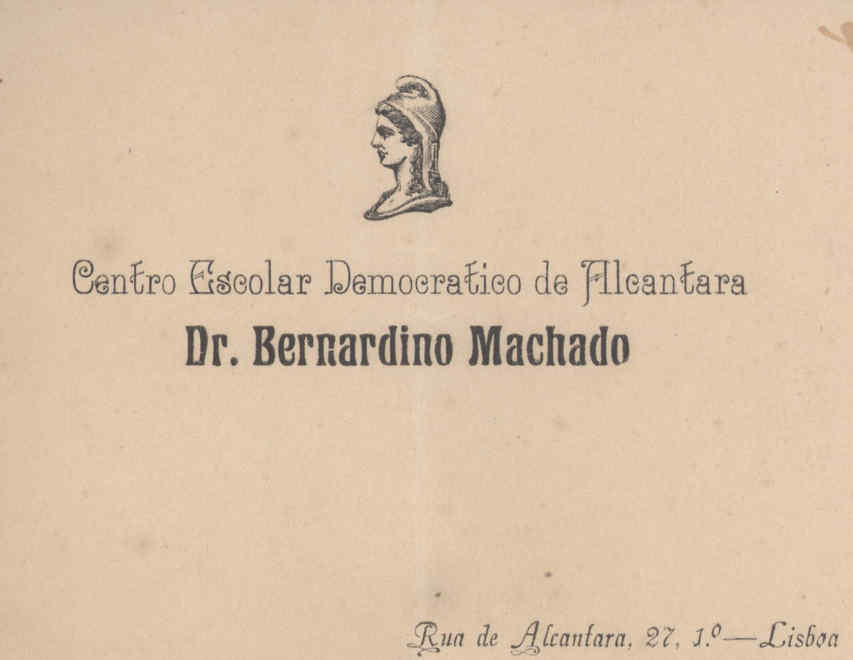 Centro Escolar Democratico de Alcantara
Dr. Bernardino Machado
Rua de Alcantara, 27, 1.º—Lisboa